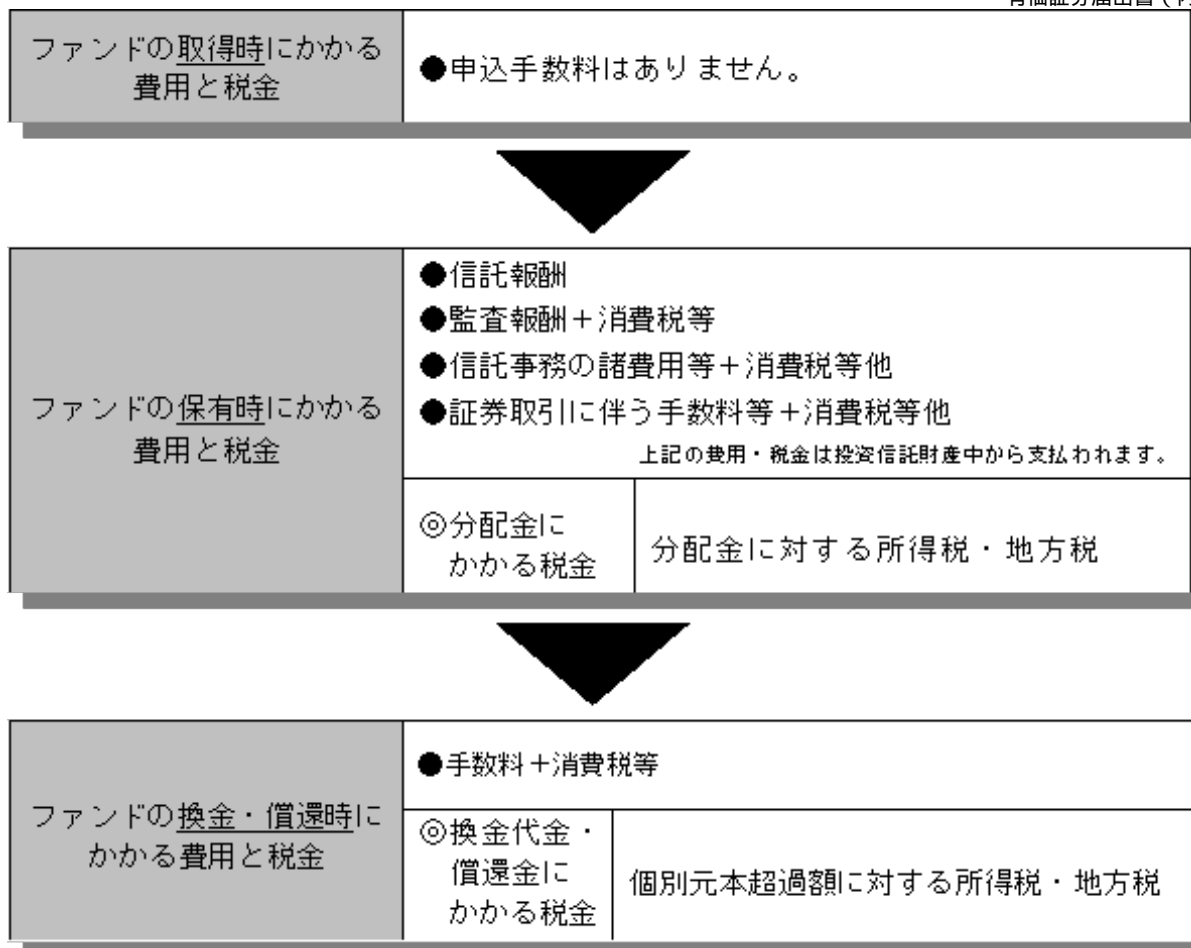 ファンドの取得時にかかる
費用と税金
●申込手数料はありません。
ファンドの保有時にかかる
費用と税金
●信託報酬
●監査報酬＋消費税等
●信託事務の諸費用等＋消費税等他
●証券取引に伴う手数料等＋消費税等他
上記の費用・税金は投資信託財産中から支払われます。
◎分配金に
かかる税金
分配金に対する所得税・地方税
ファンドの換金・償還時に
かかる費用と税金
●手数料＋消費税等
◎換金代金・
償還金に
かかる税金
個別元本超過額に対する所得税・地方税